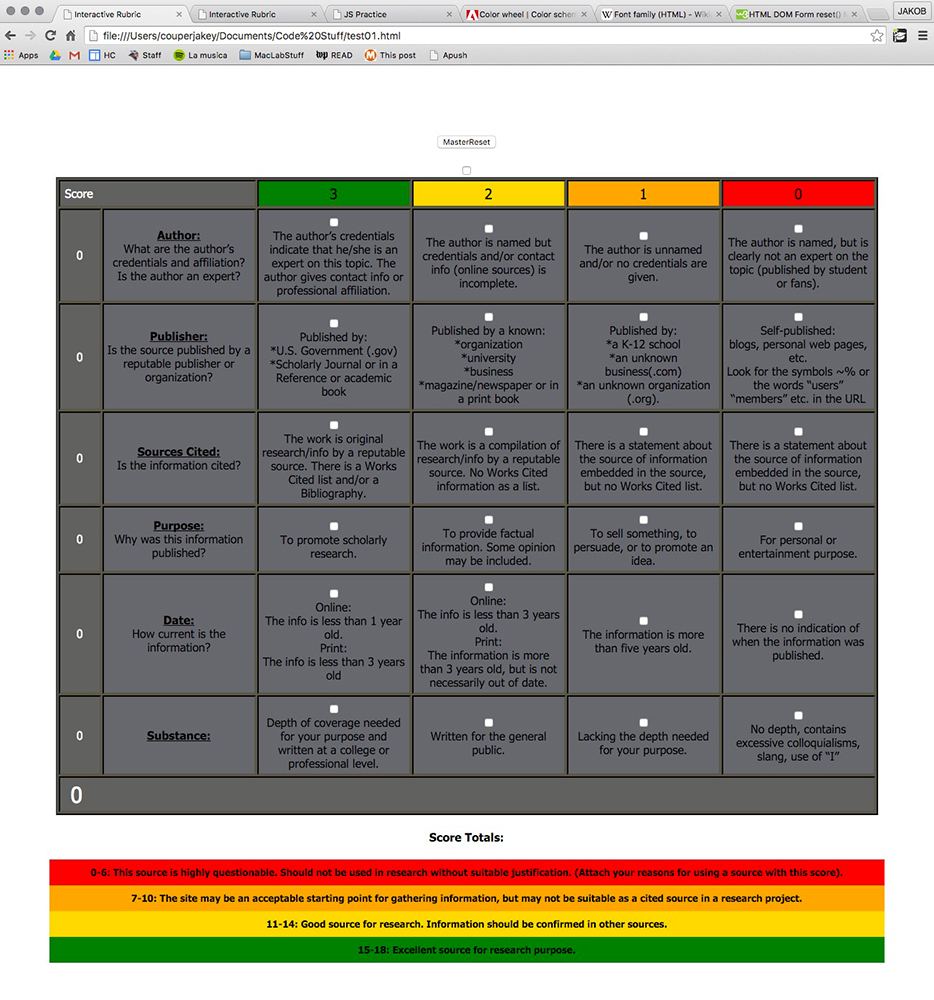 Interactive Rubric
Interactive Rubric
JS Practice
Color wheel | Color schem
Font family (HTML) - Wiki
HTML DOM Form reset()
JAKOB
file:///Users/couperjakey/Documents/Code%20Stuff/test01.html
Apps
HC
Staff
La musica
MacLabStuff
wp READ
This post
Apush
MasterReset
Score
3
2
1
0
0
Author:
What are the author's
credentials and affiliation?
Is the author an expert?
The author's credentials
indicate that he/she is an
expert on this topic. The
author gives contact info or
professional affiliation.
The author is named but
credentials and/or contact
info (online sources) is
incomplete.
The author is unnamed
and/or no credentials are
given.
The author is named, but is
clearly not an expert on the
topic (published by student
or fans).
0
Publisher:
Is the source published by a
reputable publisher or
organization?
Published by:
*U.S. Government (.gov)
*Scholarly Journal or in a
Reference or academic
book
Published by a known:
*organization
*university
*business
*magazine/newspaper or in
a print book
Published by:
*a K-12 school
*an unknown
business(.com)
*an unknown organization
(.org).
Self-published:
blogs, personal web pages,
etc.
Look for the symbols ~% or
the words “users”
“members” etc. in the URL
0
Sources Cited:
Is the information cited?
The work is original
research/info by a reputable
source. There is a Works
Cited list and/or a
Bibliography.
The work is a compilation of
research/info by a reputable
source. No Works Cited
information as a list.
There is a statement about
the source of information
embedded in the source,
but no Works Cited list.
There is a statement about
the source of information
embedded in the source,
but no Works Cited list.
0
Purpose:
Why was this information
published?
To promote scholarly
research.
To provide factual
information. Some opinion
may be included.
To sell something, to
persuade, or to promote an
idea.
For personal or
entertainment purpose.
0
Date:
How current is the
information?
Online:
The info is less than 1 year
old.
Print:
The info is less than 3 years
old
Online:
The info is less than 3 years
old.
Print:
The information is more
than 3 years old, but is not
necessarily out of date.
The information is more
than five years old.
There is no indication of
when the information was
published.
0
Substance:
Depth of coverage needed
for your purpose and
written at a college or
professional level.
Written for the general
public.
Lacking the depth needed
for your purpose.
No depth, contains
excessive colloquialisms,
slang, use of “I”
0
Score Totals:
0-6: This source is highly questionable. Should not be used in research without suitable justification. (Attach your reasons for using a source with this score).
7-10: The site may be an acceptable starting point for gathering information, but may not be suitable as a cited source in a research project.
11-14: Good source for research. Information should be confirmed in other sources.
15-18: Excellent source for research purpose.